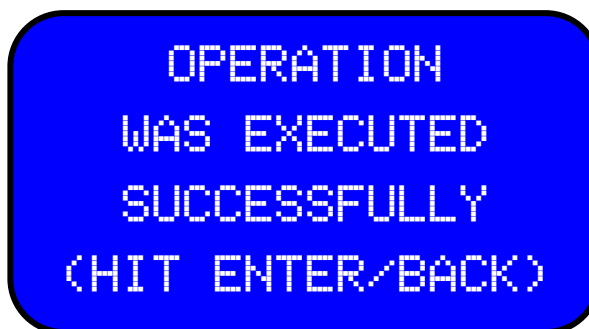 OPERATION
WAS EXECUTED
SUCCESSFULLY
(HIT ENTER/BACK)